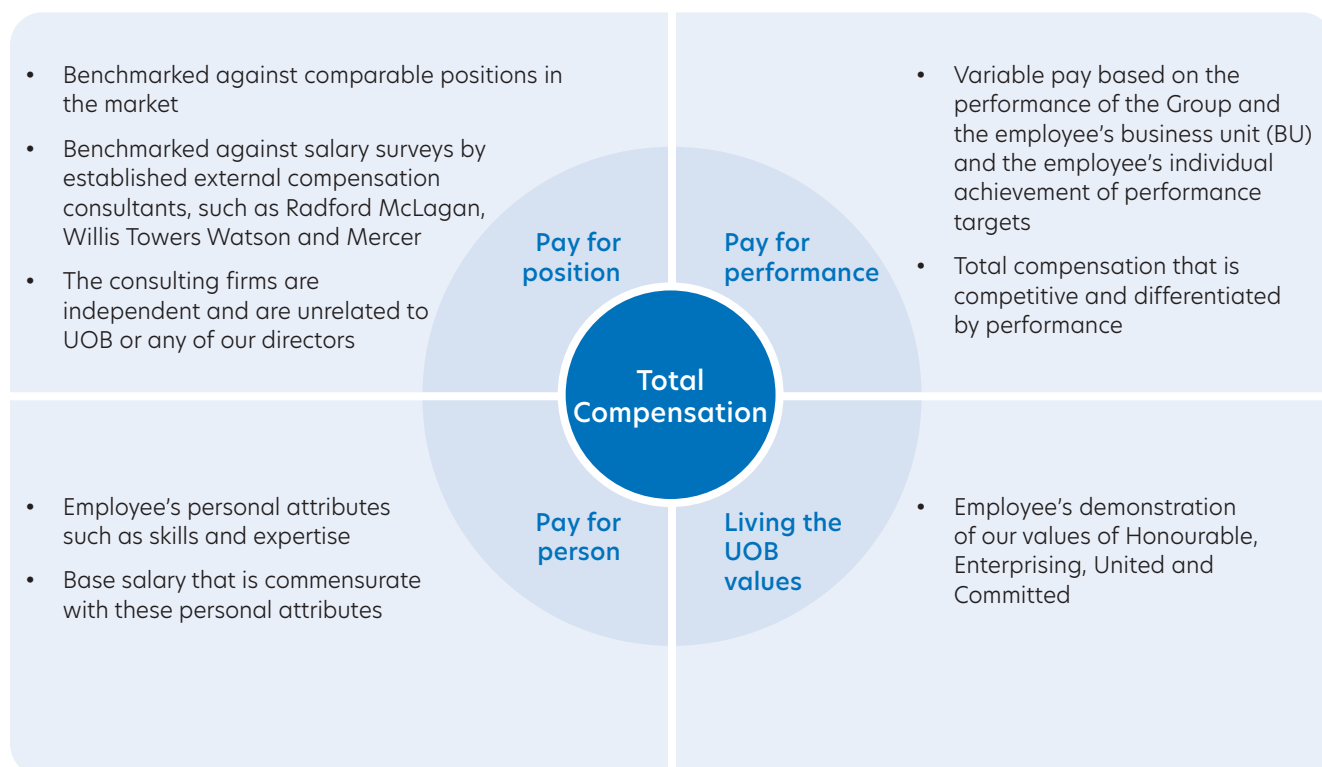 • Benchmarked against comparable positions in
the market
• Benchmarked against salary surveys by
established external compensation
consultants, such as Radford McLagan,
Willis Towers Watson and Mercer
• The consulting firms are
independent and are unrelated to
UOB or any of our directors
Pay for
position
Pay for
performance
• Variable pay based on the
performance of the Group and
the employee’s business unit (BU)
and the employee’s individual
achievement of performance
targets
• Total compensation that is
competitive and differentiated
by performance
Total
Compensation
• Employee’s personal attributes
such as skills and expertise
• Base salary that is commensurate
with these personal attributes
Pay for
person
Living the
UOB
values
• Employee’s demonstration
of our values of Honourable,
Enterprising, United and
Committed